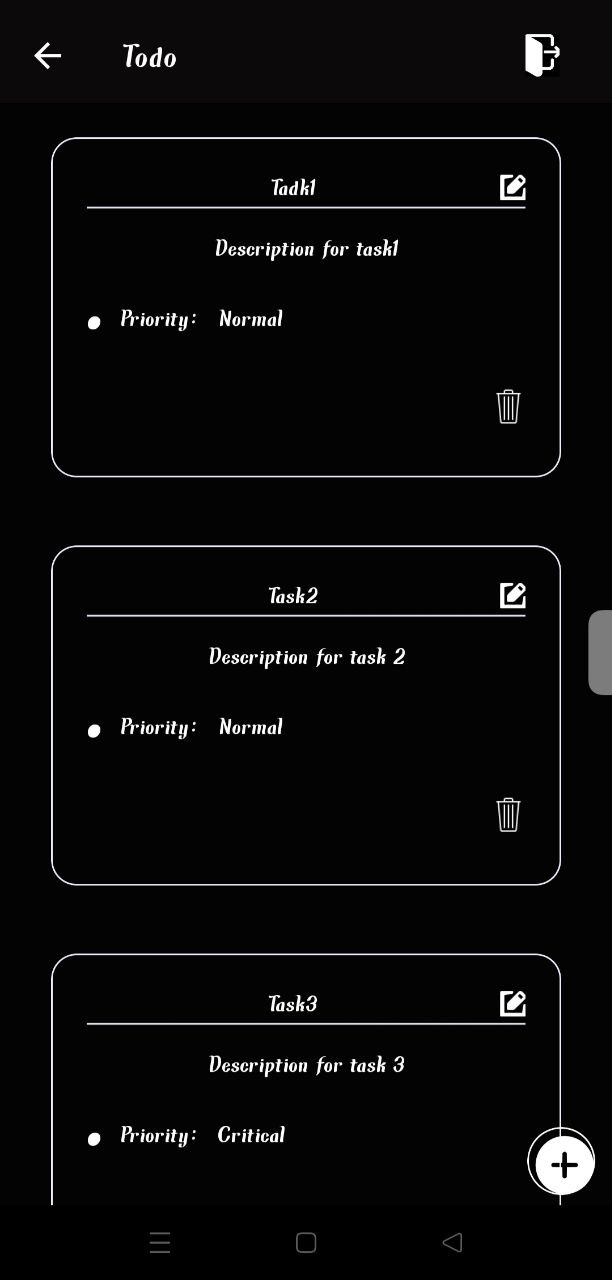 Todo
Tadk1
Description for task1
Priority: Normal
Task2
Description for task 2
Priority: Normal
Task3
Description for task 3
Priority: Critical